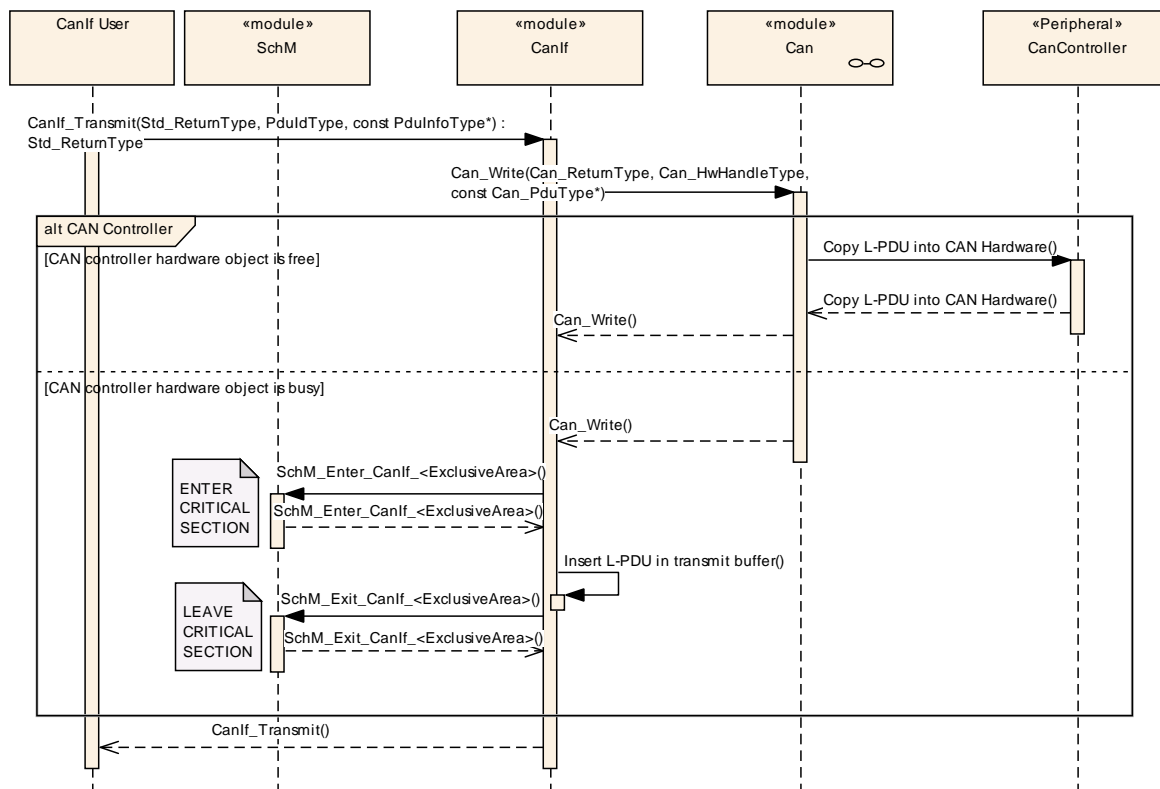 CanIf User
«module»
SchM
«module»
CanIf
«module»
Can
«Peripheral»
CanController
CanIf_Transmit(Std_ReturnType, PduIdType, const PduInfoType*) :
Std_ReturnType
Can_Write(Can_ReturnType, Can_HwHandleType,
const Can_PduType*)
alt CAN Controller
[CAN controller hardware object is free]
Copy L-PDU into CAN Hardware()
Copy L-PDU into CAN Hardware()
Can_Write()
[CAN controller hardware object is busy]
Can_Write()
ENTER
CRITICAL
SECTION
SchM_Enter_CanIf_<ExclusiveArea>()
SchM_Enter_CanIf_<ExclusiveArea>()
Insert L-PDU in transmit buffer()
LEAVE
CRITICAL
SECTION
SchM_Exit_CanIf_<ExclusiveArea>()
SchM_Exit_CanIf_<ExclusiveArea>()
CanIf_Transmit()